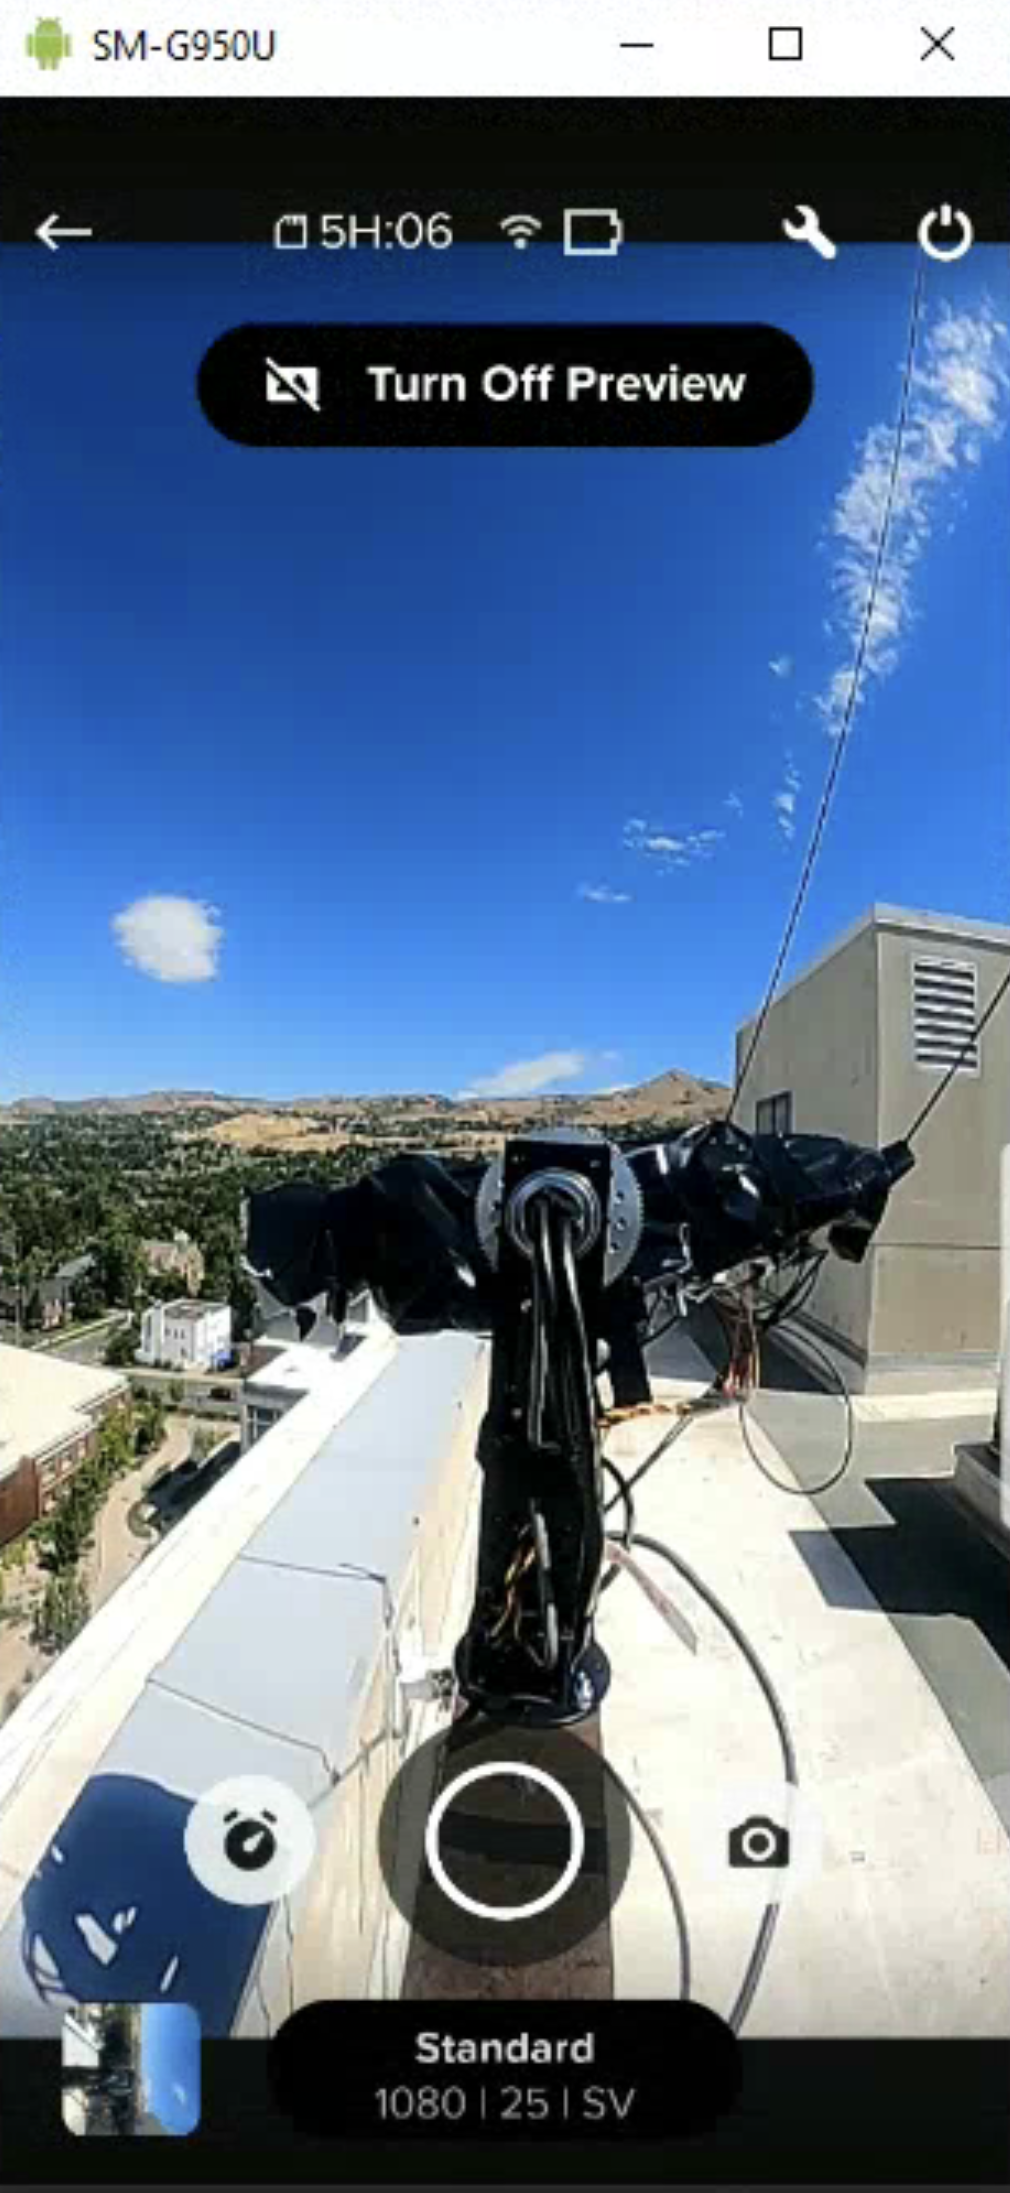 SM-G950U
5H:06
Turn Off Preview
Standard
1080 | 25 | SV